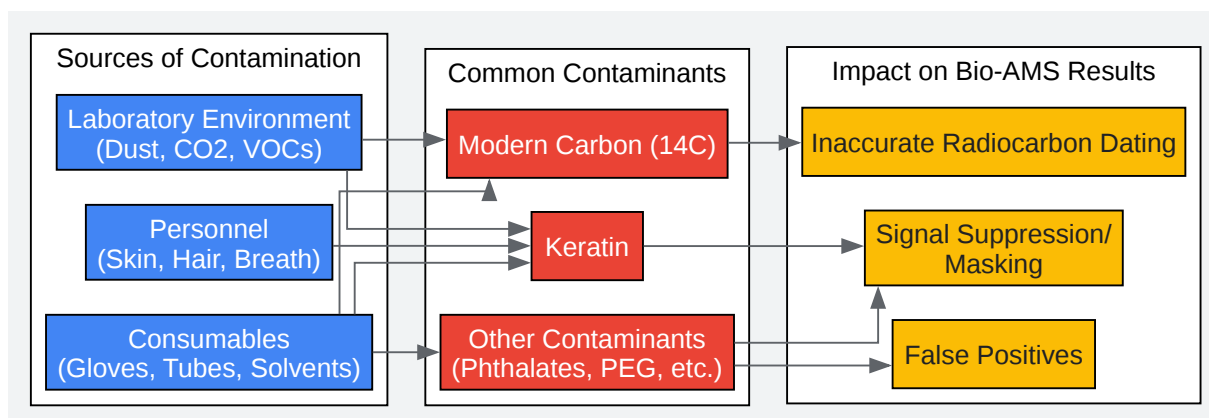 Sources of Contamination
Laboratory Environment
(Dust, CO2, VOCs)
Personnel
(Skin, Hair, Breath)
Consumables
(Gloves, Tubes, Solvents)
Common Contaminants
Modern Carbon (14C)
Keratin
Other Contaminants
(Phthalates, PEG, etc.)
Impact on Bio-AMS Results
Inaccurate Radiocarbon Dating
Signal Suppression/
Masking
False Positives